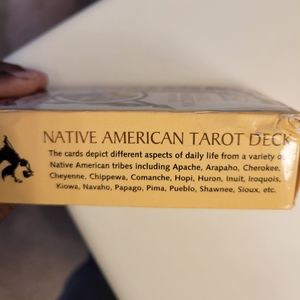 NATIVE AMERICAN TAROT DECK
The cards depict different aspects of daily life from a variety of
Native American tribes including Apache, Arapaho, Cherokee,
Cheyenne, Chippewa, Comanche, Hopi, Huron, Inuit, Iroquois,
Kiowa, Navaho, Papago, Pima, Pueblo, Shawnee, Sioux, etc.